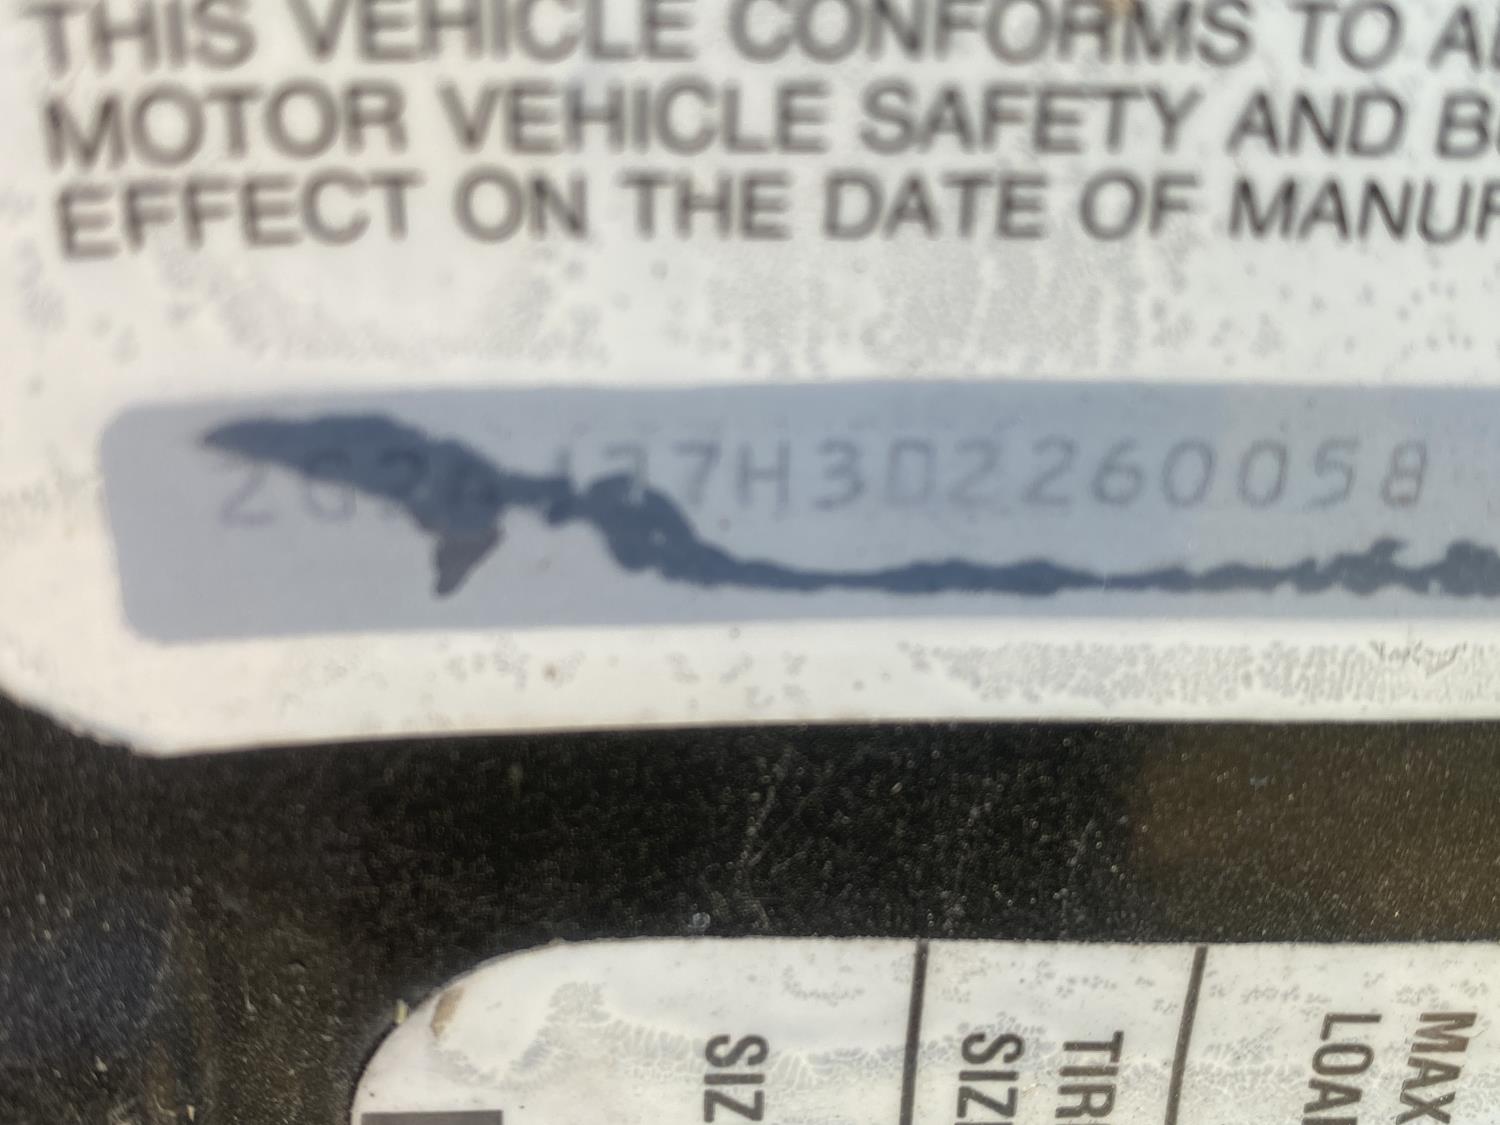 THIS VEHICLE CONFORMS TO
MOTOR VEHICLE SAFETY AND
EFFECT ON THE DATE OF MANUF
7H3D2260058
SIZ
SIZ
TIR
LOA
MAX